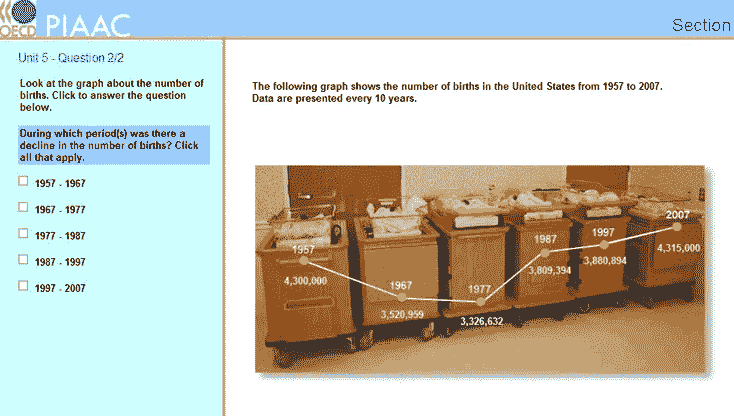 OECD PIAAC
Section
Unit 5 - Question 2/2
Look at the graph about the number of
births. Click to answer the question
below.
During which period(s) was there a
decline in the number of births? Click
all that apply.
1957 - 1967
1967 - 1977
1977 - 1987
1987 - 1997
1997 - 2007
The following graph shows the number of births in the United States from 1957 to 2007.
Data are presented every 10 years.
1957
4,300,000
1967
3,520,959
1977
3,326,632
1987
3,809,394
1997
3,880,894
2007
4,315,000